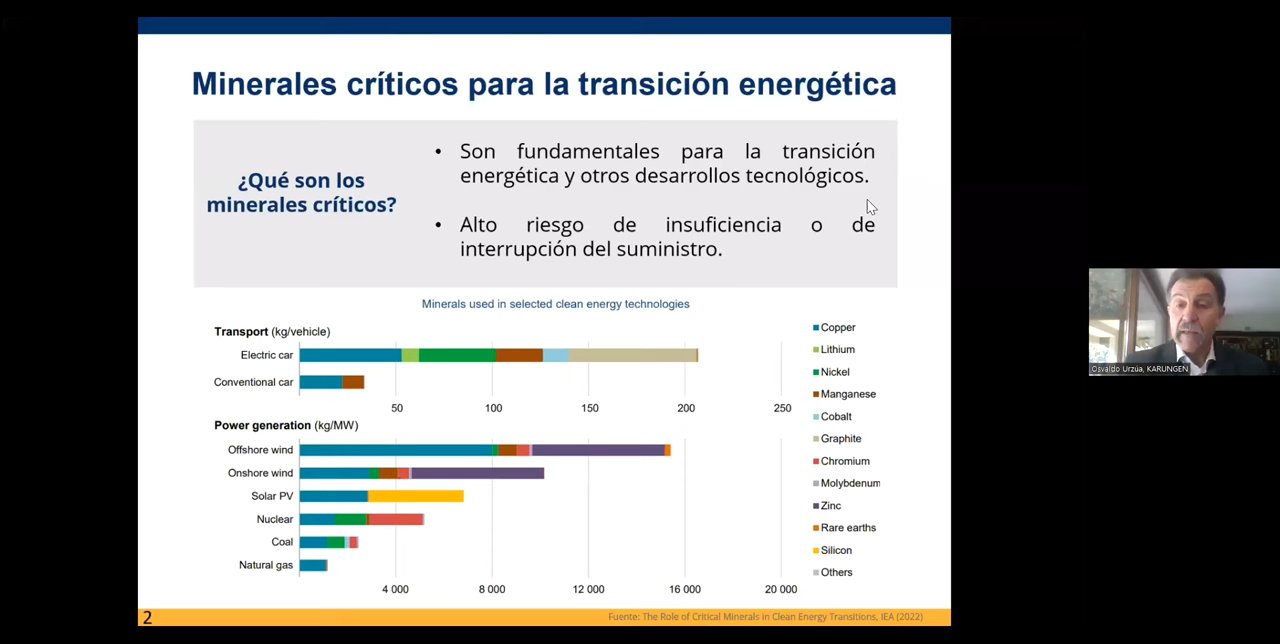 Minerales críticos para la transición energética
¿Qué son los
minerales críticos?
• Son fundamentales para la transición
energética y otros desarrollos tecnológicos.
• Alto riesgo de insuficiencia o de
interrupción del suministro.
Minerals used in selected clean energy technologies
Transport (kg/vehicle)
Electric car
Conventional car
50 100 150 200 250
Power generation (kg/MW)
Offshore wind
Onshore wind
Solar PV
Nuclear
Coal
Natural gas
4 000 8 000 12 000 16 000 20 000
Copper
Lithium
Nickel
Manganese
Cobalt
Graphite
Chromium
Molybdenum
Zinc
Rare earths
Silicon
Others
2
Fuente: The Role of Critical Minerals in Clean Energy Transitions, IEA (2022)
Osvaldo Urzúa, KARUNGEN